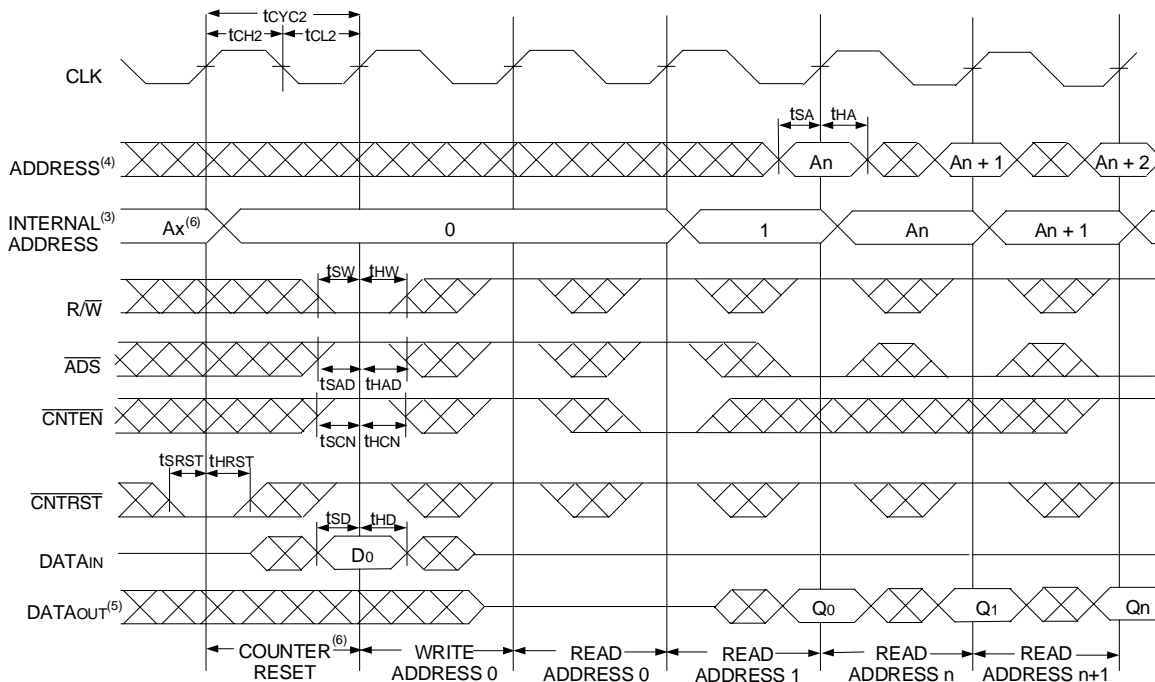 tCYC2
tCH2 tCL2
CLK
tSA tHA
ADDRESS(4) An An + 1 An + 2
INTERNAL(3)
ADDRESS Ax(6) 0 1 An An + 1
tSW tHW
R/W̅
A̅D̅S̅
tSAD tHAD
C̅N̅T̅E̅N̅
tSCN tHCN
tSRST tHRST
C̅N̅T̅R̅S̅T̅
tSD tHD
DATAIN D0
DATAOUT(5) Q0 Q1 Qn
COUNTER(6) WRITE READ READ READ READ
RESET ADDRESS 0 ADDRESS 0 ADDRESS 1 ADDRESS n ADDRESS n+1